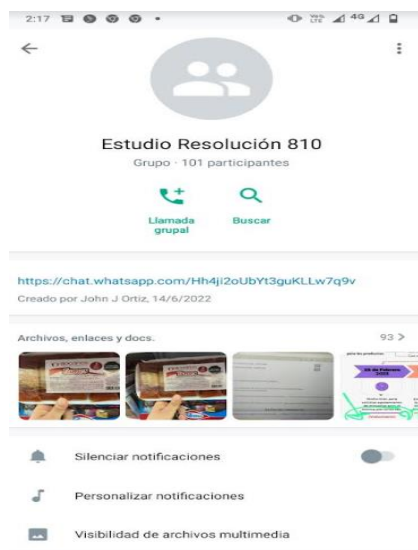 2:17
4G
Estudio Resolución 810
Grupo · 101 participantes
Llamada
grupal
Buscar
https://chat.whatsapp.com/Hh4ji2oUbYt3guKLLw7q9v
Creado por John J Ortiz, 14/6/2022
Archivos, enlaces y docs.
93 >
Silenciar notificaciones
Personalizar notificaciones
Visibilidad de archivos multimedia